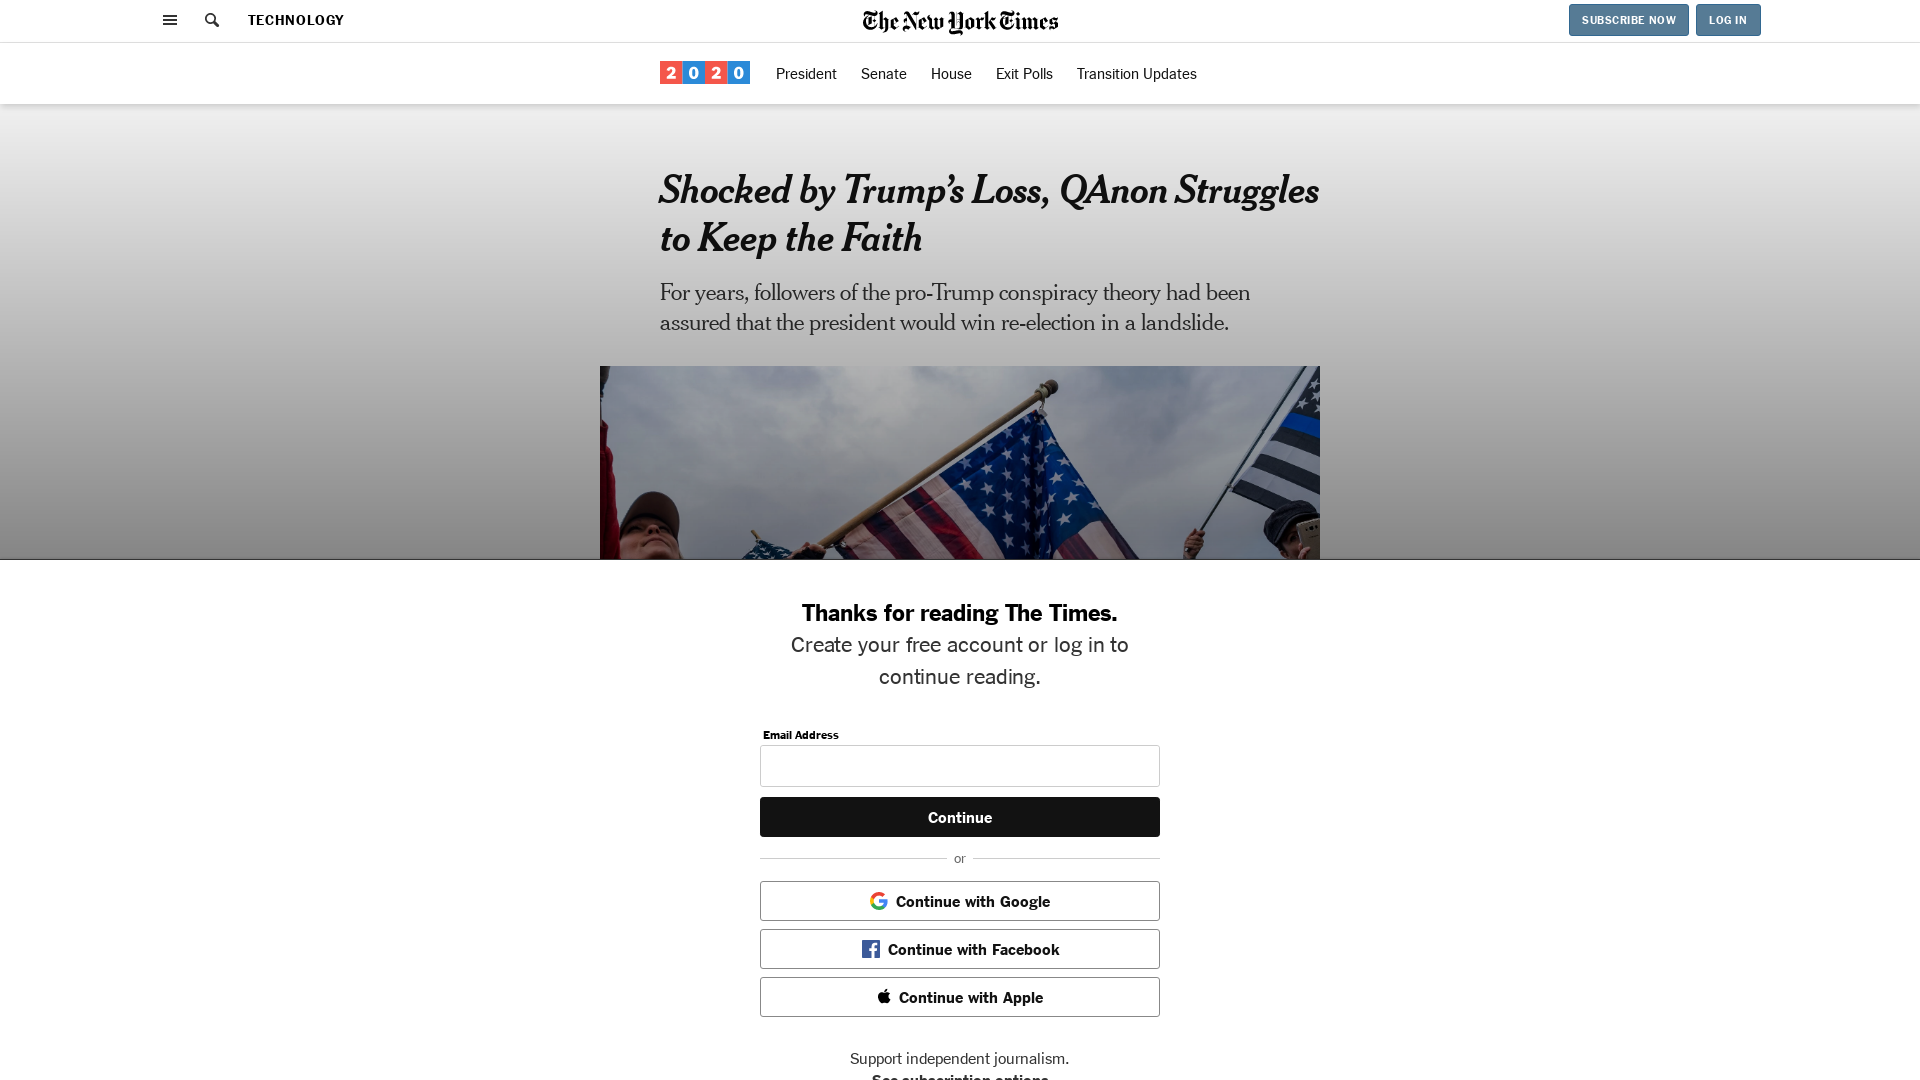 TECHNOLOGY
The New York Times
SUBSCRIBE NOW
LOG IN
2020
President
Senate
House
Exit Polls
Transition Updates
Shocked by Trump’s Loss, QAnon Struggles
to Keep the Faith
For years, followers of the pro-Trump conspiracy theory had been
assured that the president would win re-election in a landslide.
Thanks for reading The Times.
Create your free account or log in to
continue reading.
Email Address
Continue
or
Continue with Google
Continue with Facebook
Continue with Apple
Support independent journalism.
See subscription options